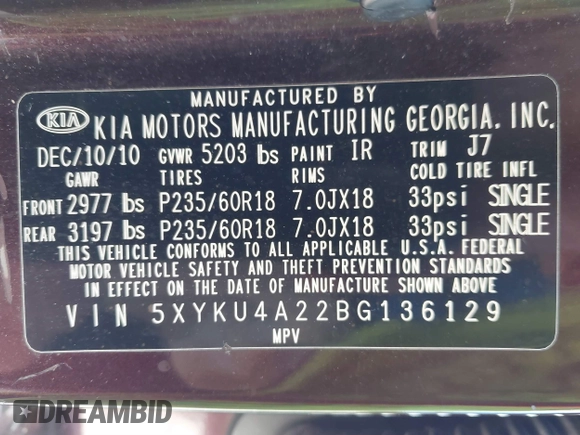 MANUFACTURED BY
KIA KIA MOTORS MANUFACTURING GEORGIA. INC.
DEC/10/10 GVWR 5203 lbs PAINT IR TRIM J7
GAWR TIRES RIMS COLD TIRE INFL
FRONT 2977 lbs P235/60R18 7.0JX18 33psi SINGLE
REAR 3197 lbs P235/60R18 7.0JX18 33psi SINGLE
THIS VEHICLE CONFORMS TO ALL APPLICABLE U.S.A. FEDERAL
MOTOR VEHICLE SAFETY AND THEFT PREVENTION STANDARDS
IN EFFECT ON THE DATE OF MANUFACTURE SHOWN ABOVE
VIN 5XYKU4A22BG136129
MPV
DREAMBID